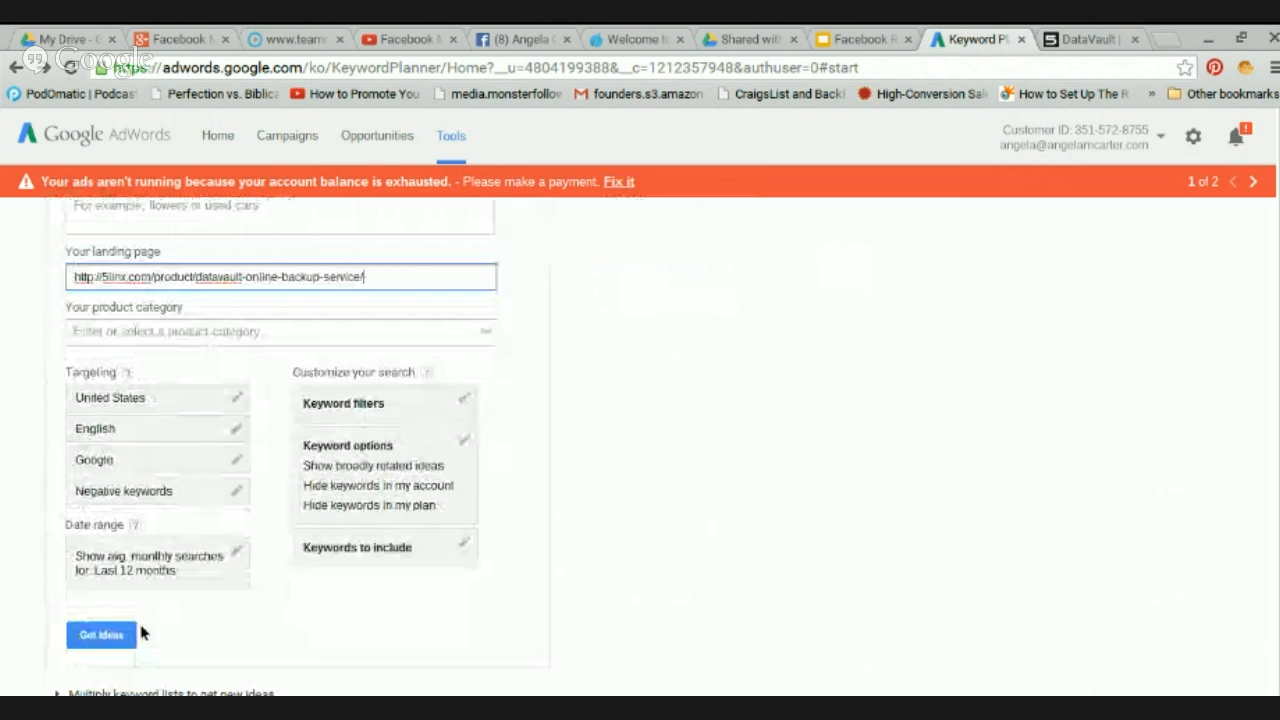 My Drive - G
Facebook M
www.team
Facebook M
(8) Angela C
Welcome t
Shared with
Facebook R
Keyword Pl
DataVault |
Google
https://adwords.google.com/ko/KeywordPlanner/Home?__u=4804199388&__c=1212357948&authuser=0#start
PodOmatic | Podcas
Perfection vs. Biblica
How to Promote You
media.monsterfollow
founders.s3.amazon
CraigsList and Back
High-Conversion Sal
How to Set Up The R
» Other bookmarks
Google AdWords
Home
Campaigns
Opportunities
Tools
Customer ID: 351-572-8755
angela@angelamcarter.com
Your ads aren't running because your account balance is exhausted. - Please make a payment. Fix it
1 of 2
For example, flowers or used cars
Your landing page
http://5linx.com/product/datavault-online-backup-service/
Your product category
Enter or select a product category
Targeting ?
United States
English
Google
Negative keywords
Date range ?
Show avg. monthly searches
for: Last 12 months
Customize your search ?
Keyword filters
Keyword options
Show broadly related ideas
Hide keywords in my account
Hide keywords in my plan
Keywords to include
Get ideas
Multiply keyword lists to get new ideas